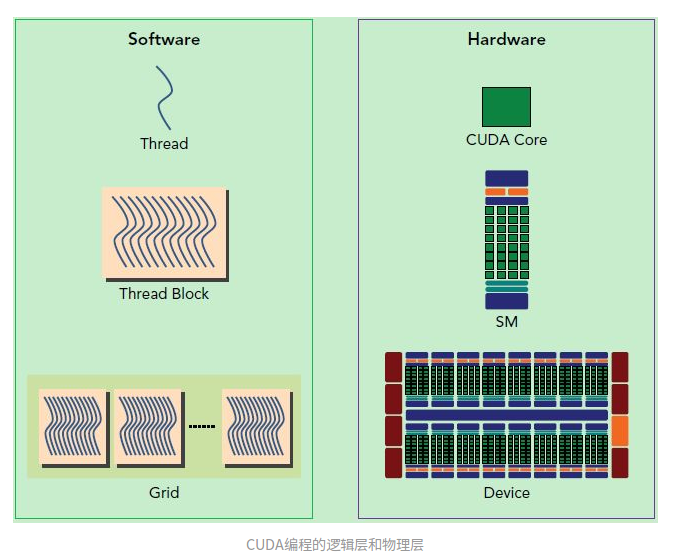 Software
Thread
Thread Block
Grid
Hardware
CUDA Core
SM
Device
CUDA编程的逻辑层和物理层